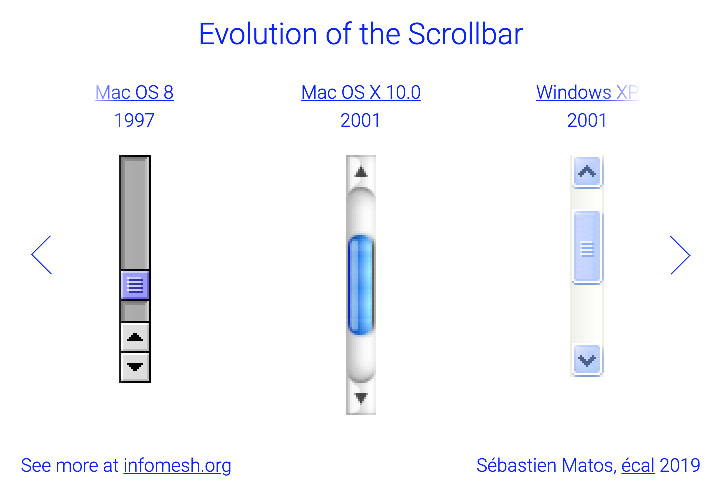 Evolution of the Scrollbar
Mac OS 8
Mac OS X 10.0
Windows XP
1997
2001
2001
See more at infomesh.org
Sébastien Matos, écal 2019